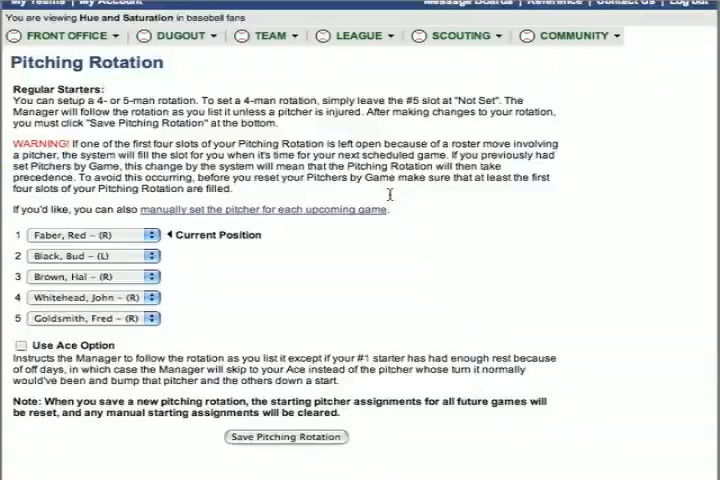 My Teams | My Account Message Boards | Reference | Contact Us | Log out
You are viewing Hue and Saturation in baseball fans
FRONT OFFICE DUGOUT TEAM LEAGUE SCOUTING COMMUNITY
Pitching Rotation
Regular Starters:
You can setup a 4- or 5-man rotation. To set a 4-man rotation, simply leave the #5 slot at "Not Set". The
Manager will follow the rotation as you list it unless a pitcher is injured. After making changes to your rotation,
you must click "Save Pitching Rotation" at the bottom.
WARNING! If one of the first four slots of your Pitching Rotation is left open because of a roster move involving
a pitcher, the system will fill the slot for you when it's time for your next scheduled game. If you previously had
set Pitchers by Game, this change by the system will mean that the Pitching Rotation will then take
precedence. To avoid this occurring, before you reset your Pitchers by Game make sure that at least the first
four slots of your Pitching Rotation are filled.
If you'd like, you can also manually set the pitcher for each upcoming game.
1 Faber, Red - (R) Current Position
2 Black, Bud - (L)
3 Brown, Hal - (R)
4 Whitehead, John - (R)
5 Goldsmith, Fred - (R)
Use Ace Option
Instructs the Manager to follow the rotation as you list it except if your #1 starter has had enough rest because
of off days, in which case the Manager will skip to your Ace instead of the pitcher whose turn it normally
would've been and bump that pitcher and the others down a start.
Note: When you save a new pitching rotation, the starting pitcher assignments for all future games will
be reset, and any manual starting assignments will be cleared.
Save Pitching Rotation